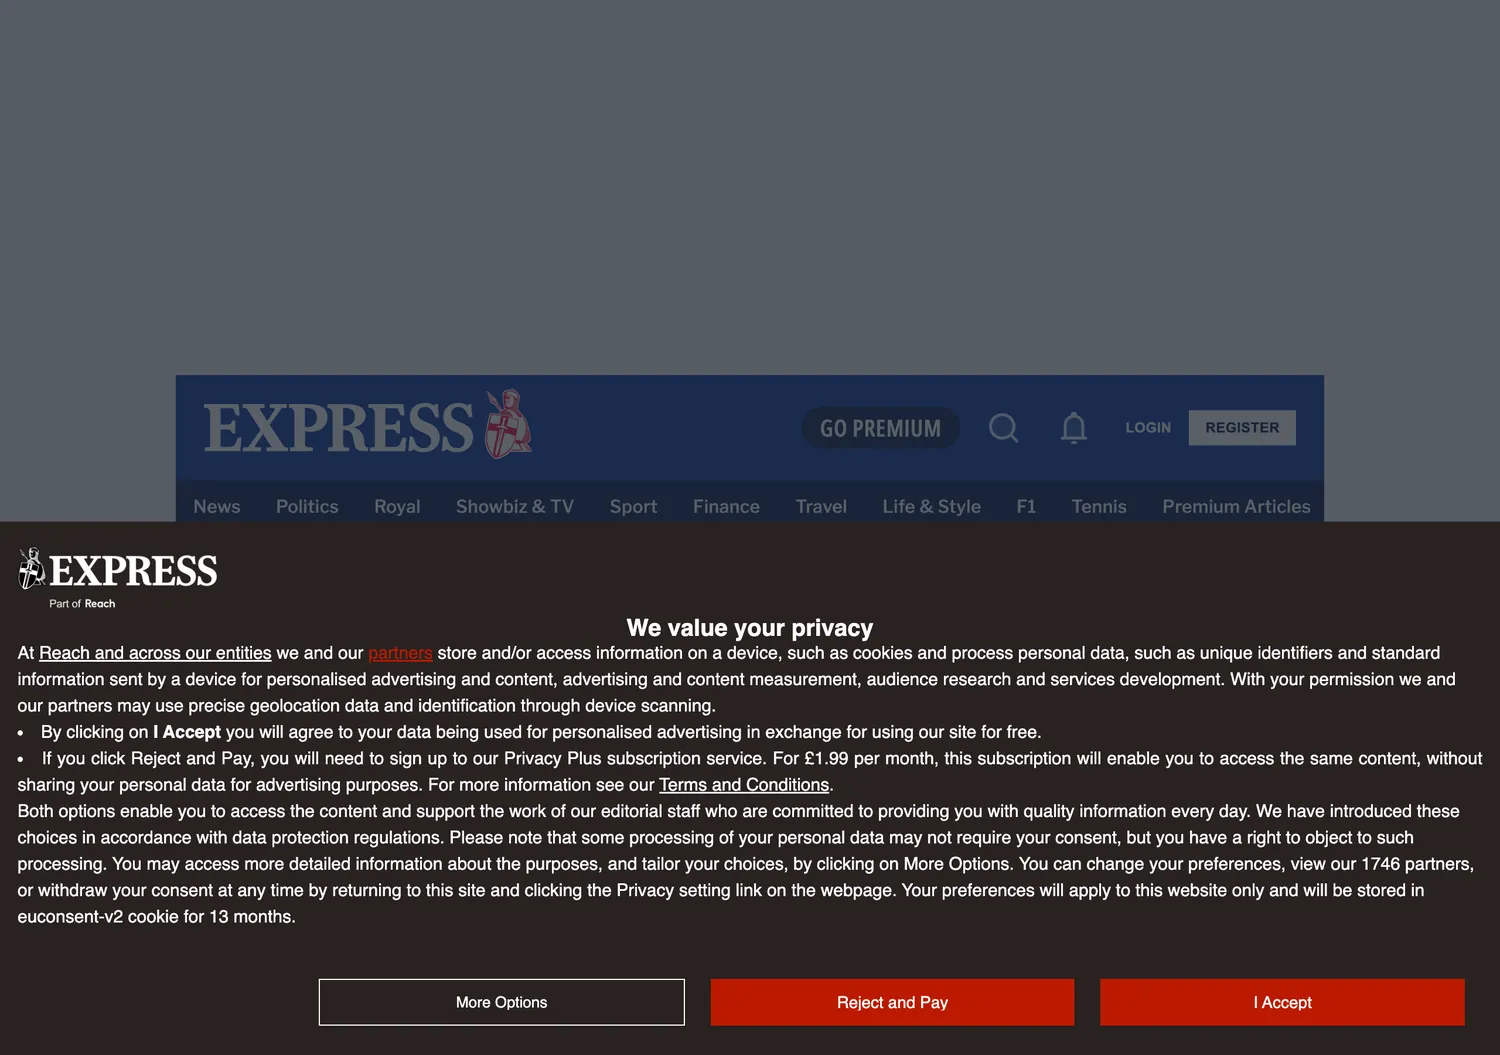 EXPRESS
GO PREMIUM
LOGIN
REGISTER
News Politics Royal Showbiz & TV Sport Finance Travel Life & Style F1 Tennis Premium Articles
EXPRESS
Part of Reach
We value your privacy
At Reach and across our entities we and our partners store and/or access information on a device, such as cookies and process personal data, such as unique identifiers and standard
information sent by a device for personalised advertising and content, advertising and content measurement, audience research and services development. With your permission we and
our partners may use precise geolocation data and identification through device scanning.
• By clicking on I Accept you will agree to your data being used for personalised advertising in exchange for using our site for free.
• If you click Reject and Pay, you will need to sign up to our Privacy Plus subscription service. For £1.99 per month, this subscription will enable you to access the same content, without
sharing your personal data for advertising purposes. For more information see our Terms and Conditions.
Both options enable you to access the content and support the work of our editorial staff who are committed to providing you with quality information every day. We have introduced these
choices in accordance with data protection regulations. Please note that some processing of your personal data may not require your consent, but you have a right to object to such
processing. You may access more detailed information about the purposes, and tailor your choices, by clicking on More Options. You can change your preferences, view our 1746 partners,
or withdraw your consent at any time by returning to this site and clicking the Privacy setting link on the webpage. Your preferences will apply to this website only and will be stored in
euconsent-v2 cookie for 13 months.
More Options
Reject and Pay
I Accept